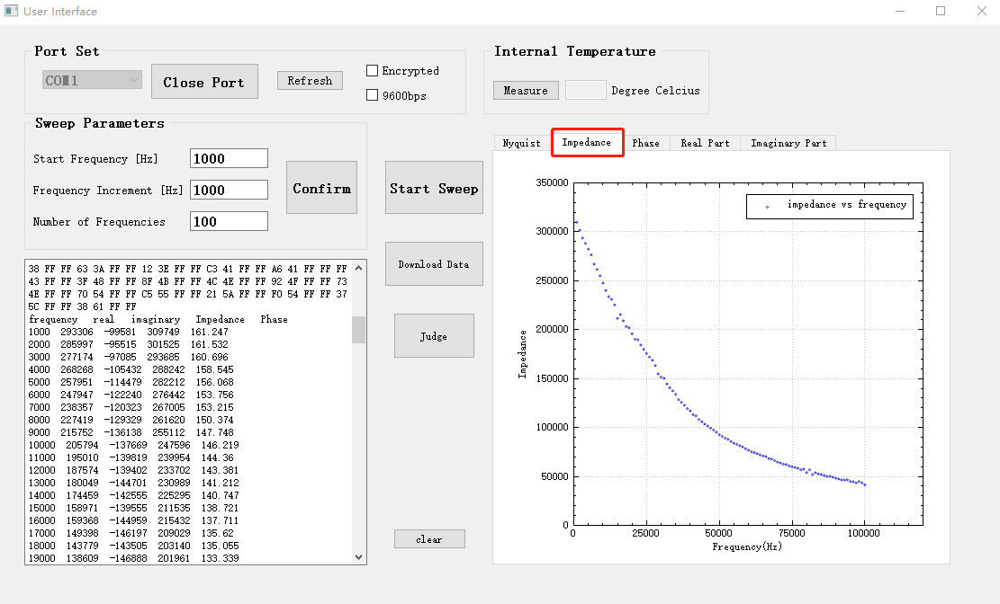 User Interface
Port Set
COM1
Close Port
Refresh
Encrypted
9600bps
Internal Temperature
Measure
Degree Celcius
Sweep Parameters
Start Frequency [Hz] 1000
Frequency Increment [Hz] 1000
Number of Frequencies 100
Confirm
Start Sweep
Download Data
Judge
clear
38 FF FF 63 3A FF FF 12 3E FF FF C3 41 FF FF A6 41 FF FF FF
43 FF FF 3F 48 FF FF 8F 4B FF FF 4C 4E FF FF 92 4F FF FF 73
4E FF FF 70 54 FF FF C5 55 FF FF 21 5A FF FF F0 54 FF FF 37
5C FF FF 38 61 FF FF
frequency real imaginary Impedance Phase
1000 293306 -99581 309749 161.247
2000 285997 -95515 301525 161.532
3000 277174 -97085 293685 160.696
4000 268268 -105432 288242 158.545
5000 257951 -114479 282212 156.068
6000 247947 -122240 276442 153.756
7000 238357 -120323 267005 153.215
8000 227419 -129329 261620 150.374
9000 215752 -136138 255112 147.748
10000 205794 -137669 247596 146.219
11000 195010 -139819 239954 144.36
12000 187574 -139402 233702 143.381
13000 180049 -144701 230989 141.212
14000 174459 -142555 225295 140.747
15000 158971 -139555 211535 138.721
16000 159368 -144959 215432 137.711
17000 149398 -146197 209029 135.62
18000 143779 -143505 203140 135.055
19000 138609 -146888 201961 133.339
Nyquist Impedance Phase Real Part Imaginary Part
impedance vs frequency
350000
300000
250000
200000
150000
100000
50000
0
Impedance
0 25000 50000 75000 100000
Frequency(Hz)